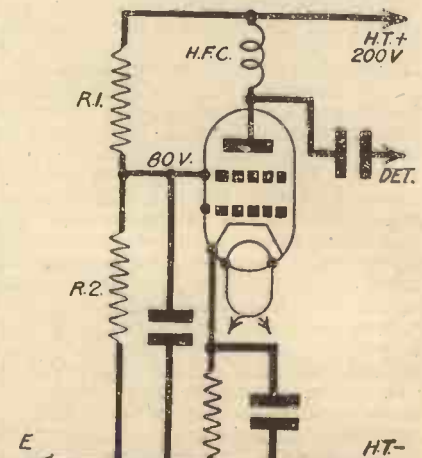 H.F.C.
H.T.+
200V
R.1.
80V.
DET.
R.2.
E
H.T.-